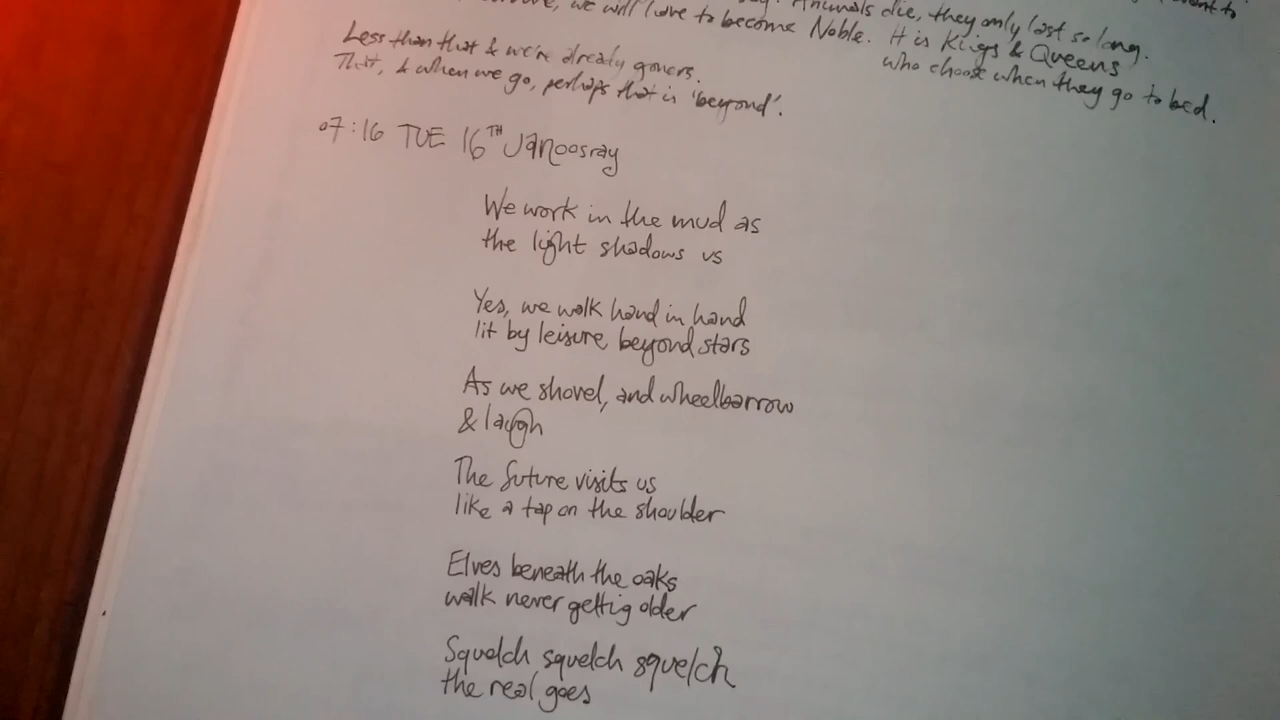 we will have to become Noble. Animals die, they only last so long.
It is Kings & Queens
who choose when they go to bed.
Less than that & we're already goners.
That, & when we go, perhaps that is 'beyond'.
07:16 TUE 16TH Janoosray
We work in the mud as
the light shadows us
Yes, we walk hand in hand
lit by leisure beyond stars
As we shovel, and wheelbarrow
& laugh
The future visits us
like a tap on the shoulder
Elves beneath the oaks
walk never gettig older
Squelch squelch squelch
the real goes